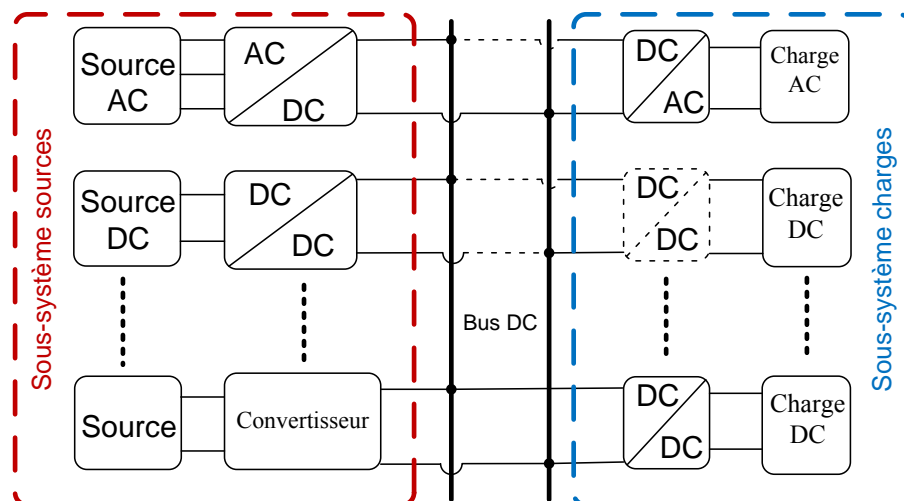 Sous-système sources
Source
AC
AC
DC
DC
AC
Charge
AC
Source
DC
DC
DC
DC
DC
Charge
DC
Bus DC
Source
Convertisseur
DC
DC
Charge
DC
Sous-système charges